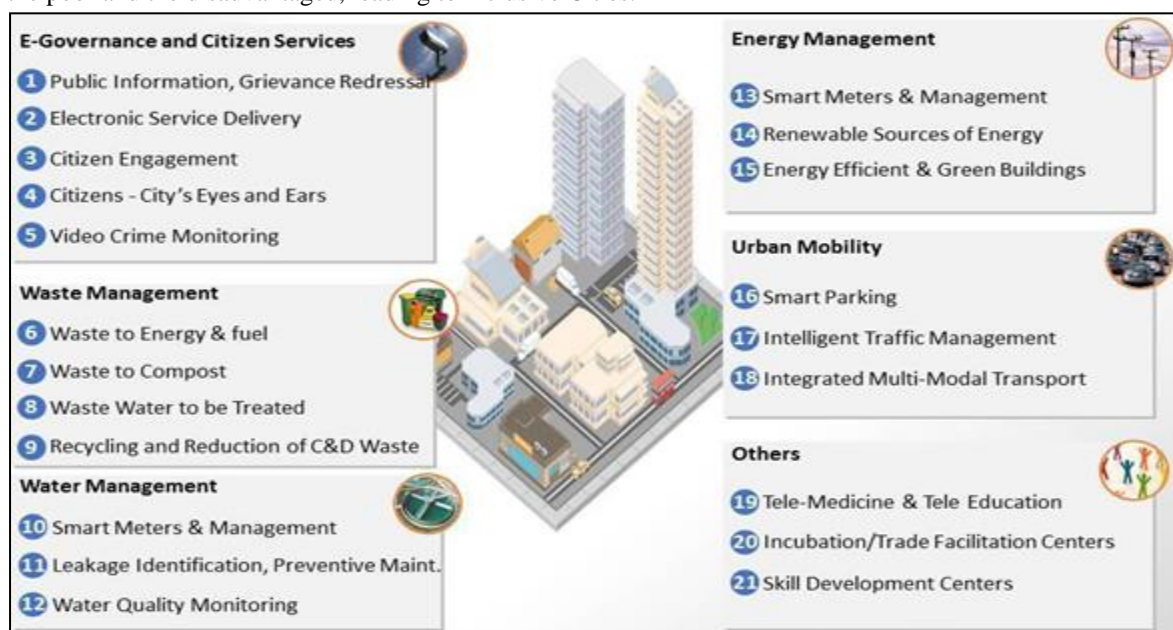 E-Governance and Citizen Services
1 Public Information, Grievance Redressal
2 Electronic Service Delivery
3 Citizen Engagement
4 Citizens - City's Eyes and Ears
5 Video Crime Monitoring
Waste Management
6 Waste to Energy & fuel
7 Waste to Compost
8 Waste Water to be Treated
9 Recycling and Reduction of C&D Waste
Water Management
10 Smart Meters & Management
11 Leakage Identification, Preventive Maint.
12 Water Quality Monitoring
Energy Management
13 Smart Meters & Management
14 Renewable Sources of Energy
15 Energy Efficient & Green Buildings
Urban Mobility
16 Smart Parking
17 Intelligent Traffic Management
18 Integrated Multi-Modal Transport
Others
19 Tele-Medicine & Tele Education
20 Incubation/Trade Facilitation Centers
21 Skill Development Centers